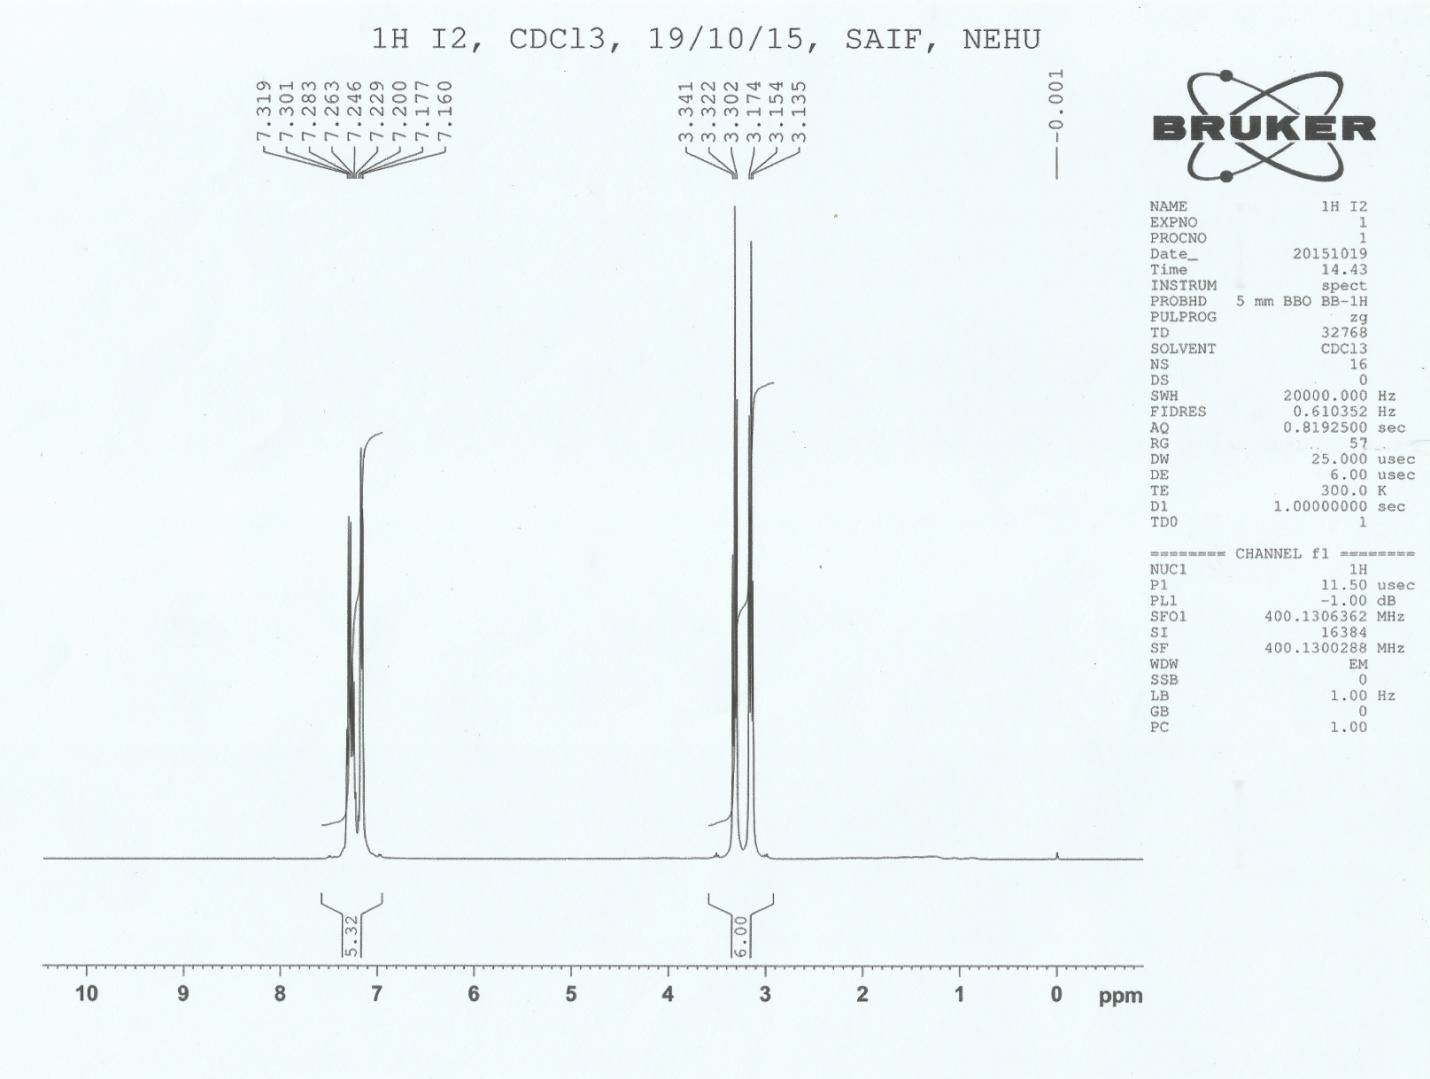 1H I2, CDCl3, 19/10/15, SAIF, NEHU
7.319
7.301
7.283
7.263
7.246
7.229
7.200
7.177
7.160
3.341
3.322
3.302
3.174
3.154
3.135
-0.001
BRUKER
NAME 1H I2
EXPNO 1
PROCNO 1
Date_ 20151019
Time 14.43
INSTRUM spect
PROBHD 5 mm BBO BB-1H
PULPROG zg
TD 32768
SOLVENT CDCl3
NS 16
DS 0
SWH 20000.000 Hz
FIDRES 0.610352 Hz
AQ 0.8192500 sec
RG 57
DW 25.000 usec
DE 6.00 usec
TE 300.0 K
D1 1.00000000 sec
TD0 1
======== CHANNEL f1 ========
NUC1 1H
P1 11.50 usec
PL1 -1.00 dB
SFO1 400.1306362 MHz
SI 16384
SF 400.1300288 MHz
WDW EM
SSB 0
LB 1.00 Hz
GB 0
PC 1.00
5.32
6.00
10 9 8 7 6 5 4 3 2 1 0 ppm